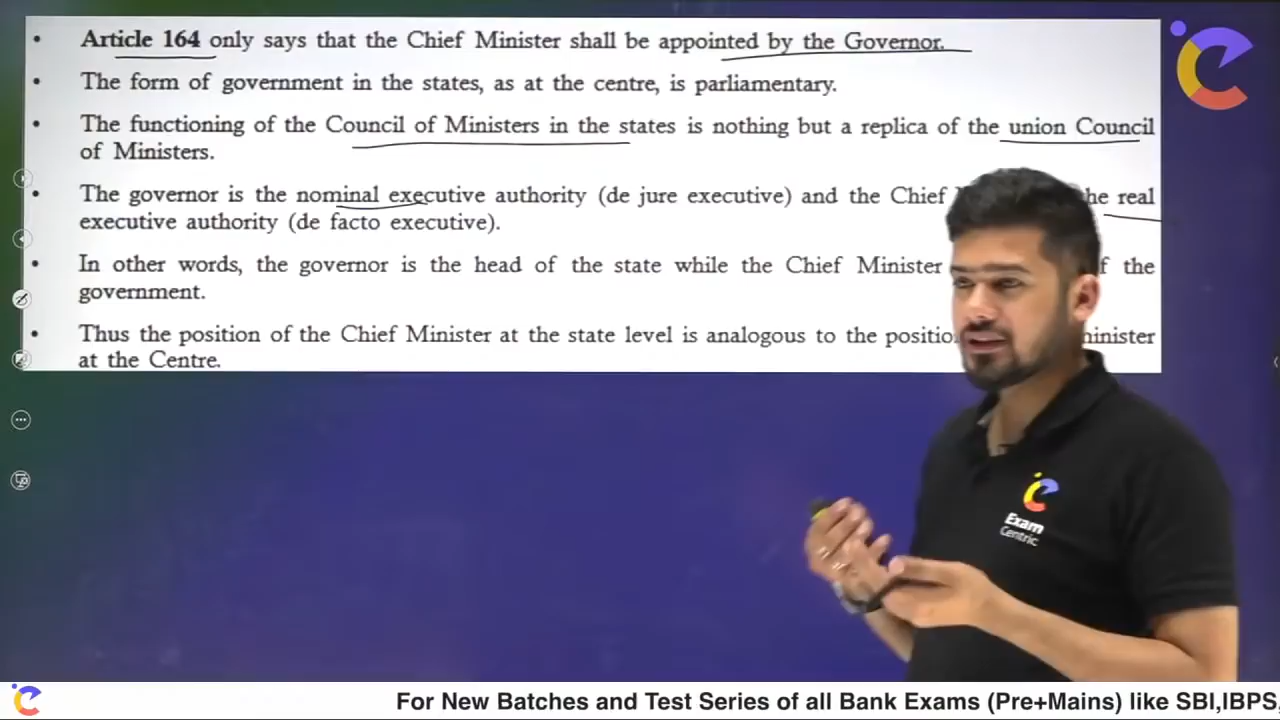 • Article 164 only says that the Chief Minister shall be appointed by the Governor.
• The form of government in the states, as at the centre, is parliamentary.
• The functioning of the Council of Ministers in the states is nothing but a replica of the union Council
of Ministers.
• The governor is the nominal executive authority (de jure executive) and the Chief he real
executive authority (de facto executive).
• In other words, the governor is the head of the state while the Chief Minister f the
government.
• Thus the position of the Chief Minister at the state level is analogous to the positio inister
at the Centre.
Exam
Centric
For New Batches and Test Series of all Bank Exams (Pre+Mains) like SBI,IBPS,